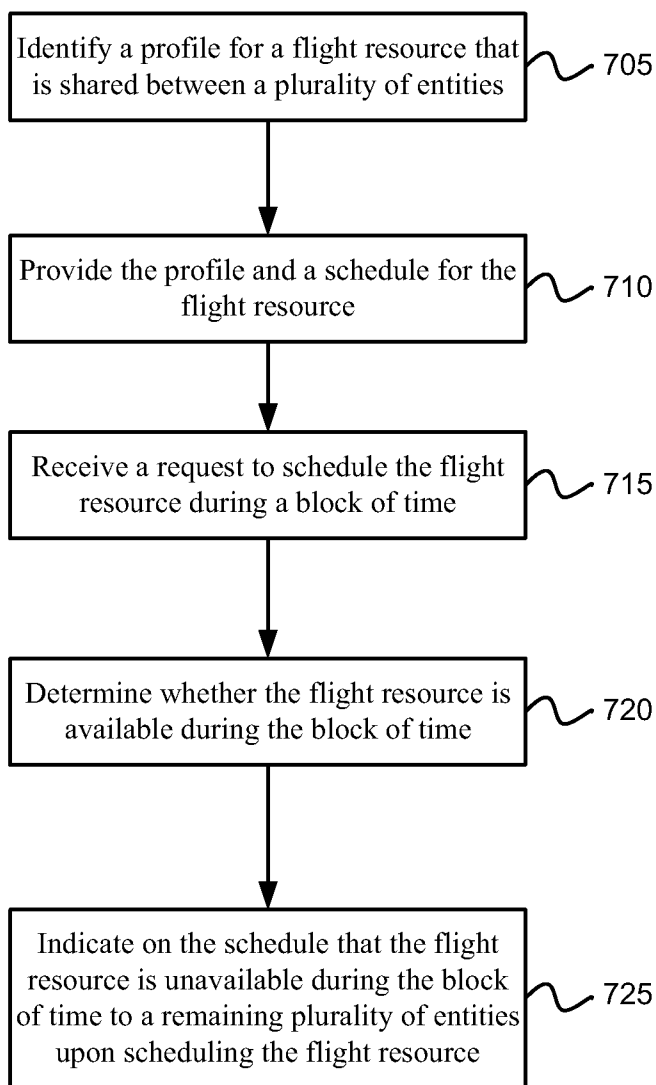 Identify a profile for a flight resource that
is shared between a plurality of entities
705
Provide the profile and a schedule for the
flight resource
710
Receive a request to schedule the flight
resource during a block of time
715
Determine whether the flight resource is
available during the block of time
720
Indicate on the schedule that the flight
resource is unavailable during the block
of time to a remaining plurality of entities
upon scheduling the flight resource
725